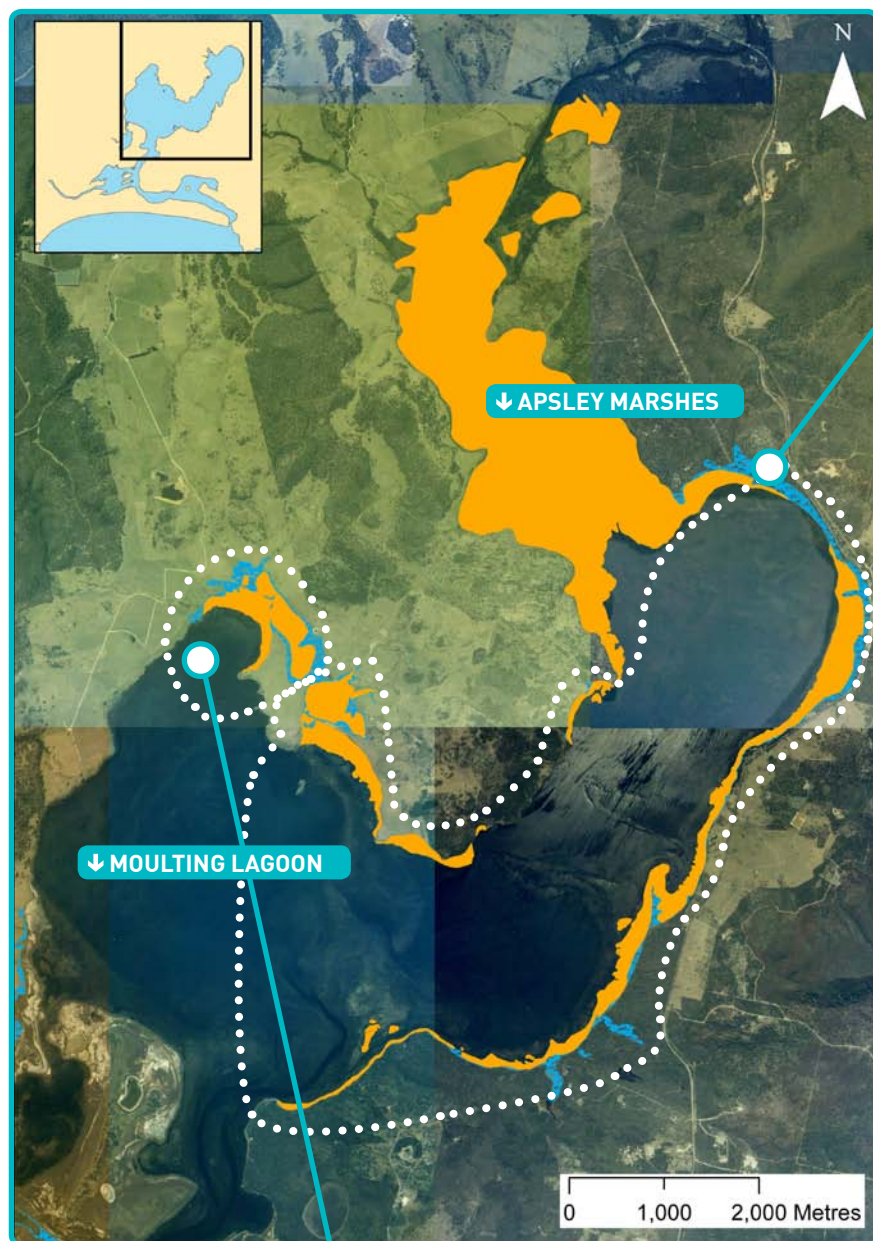 N
↓ APSLEY MARSHES
↓ MOULTING LAGOON
0 1,000 2,000 Metres